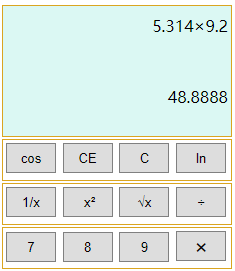 5.314×9.2
48.8888
cos CE C ln
1/x x² √x ÷
7 8 9 ×